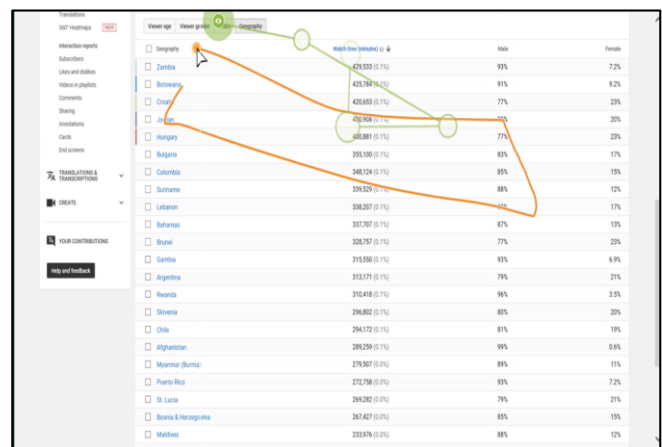 Translations
360° Heatmaps NEW
Interaction reports
Subscribers
Likes and dislikes
Videos in playlists
Comments
Sharing
Annotations
Cards
End screens
TRANSLATIONS & TRANSCRIPTIONS
CREATE
YOUR CONTRIBUTIONS
Help and feedback
Viewer age Viewer gender Geography
Geography Watch time (minutes) Male Female
Zambia 429,533 (0.1%) 93% 7.2%
Botswana 425,764 (0.1%) 91% 9.2%
Croatia 420,653 (0.1%) 77% 23%
Jordan 400,908 (0.1%) 20%
Hungary 400,881 (0.1%) 77% 23%
Bulgaria 355,100 (0.1%) 83% 17%
Colombia 348,124 (0.1%) 85% 15%
Suriname 339,529 (0.1%) 88% 12%
Lebanon 338,207 (0.1%) 17%
Bahamas 337,707 (0.1%) 87% 13%
Brunei 328,757 (0.1%) 77% 23%
Gambia 315,550 (0.1%) 93% 6.9%
Argentina 313,171 (0.1%) 79% 21%
Rwanda 310,418 (0.1%) 96% 3.5%
Slovenia 296,802 (0.1%) 80% 20%
Chile 294,172 (0.1%) 81% 19%
Afghanistan 289,259 (0.1%) 99% 0.6%
Myanmar (Burma) 279,507 (0.0%) 89% 11%
Puerto Rico 272,758 (0.0%) 93% 7.2%
St. Lucia 269,282 (0.0%) 79% 21%
Bosnia & Herzegovina 267,427 (0.0%) 85% 15%
Maldives 233,976 (0.0%) 88% 12%